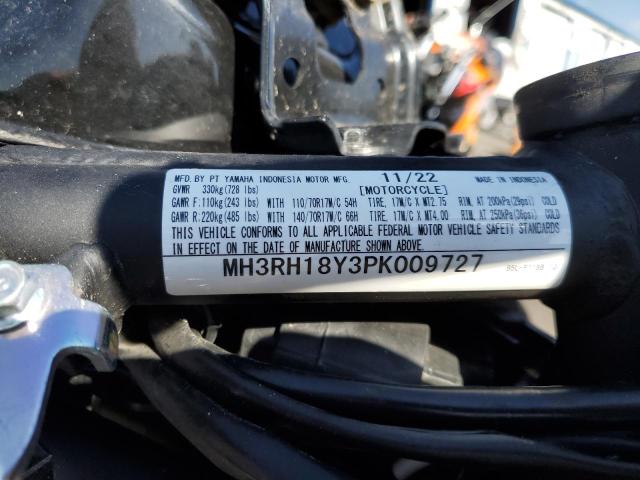 MFD. BY PT YAMAHA INDONESIA MOTOR MFG. 11/22 MADE IN INDONESIA
GVWR 330kg (728 lbs) [MOTORCYCLE]
GAWR F:110kg (243 lbs) WITH 110/70R17M/C 54H TIRE, 17M/C X MT2.75 RIM, AT 200kPa(29psi) COLD
GAWR R:220kg (485 lbs) WITH 140/70R17M/C 66H TIRE, 17M/C X MT4.00 RIM, AT 250kPa(36psi) COLD
THIS VEHICLE CONFORMS TO ALL APPLICABLE FEDERAL MOTOR VEHICLE SAFETY STANDARDS
IN EFFECT ON THE DATE OF MANUFACTURE SHOWN ABOVE.
MH3RH18Y3PK009727